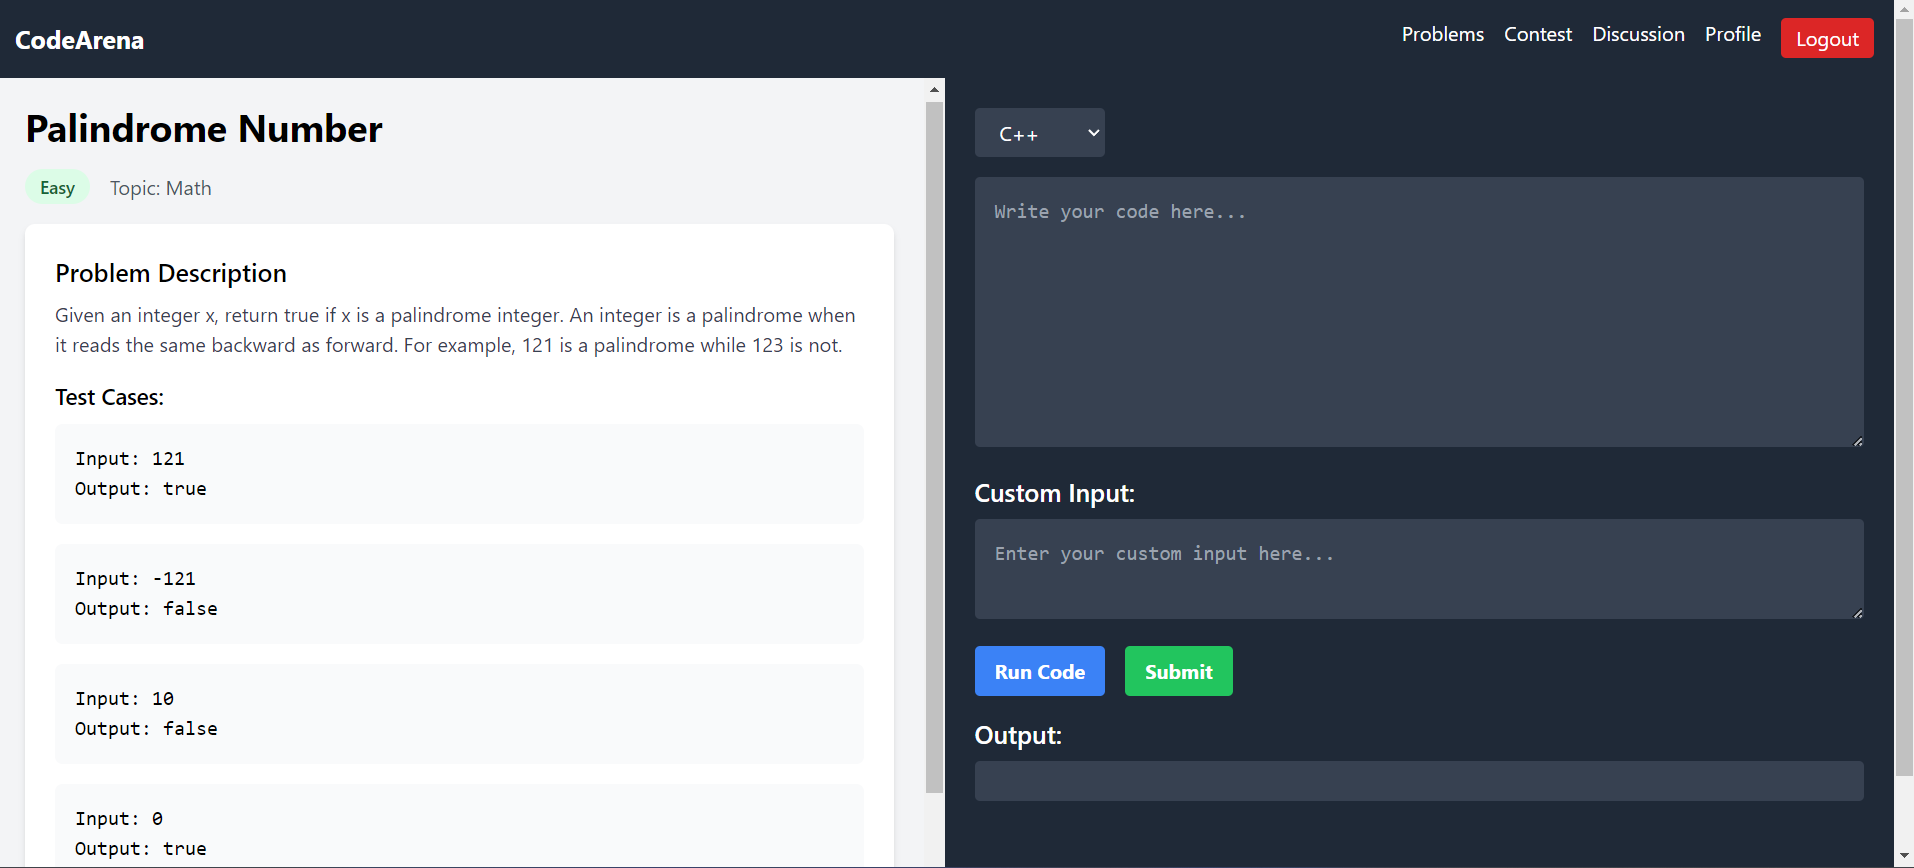 CodeArena
Problems Contest Discussion Profile Logout
Palindrome Number
Easy Topic: Math
Problem Description
Given an integer x, return true if x is a palindrome integer. An integer is a palindrome when
it reads the same backward as forward. For example, 121 is a palindrome while 123 is not.
Test Cases:
Input: 121
Output: true
Input: -121
Output: false
Input: 10
Output: false
Input: 0
Output: true
C++
Write your code here...
Custom Input:
Enter your custom input here...
Run Code Submit
Output: